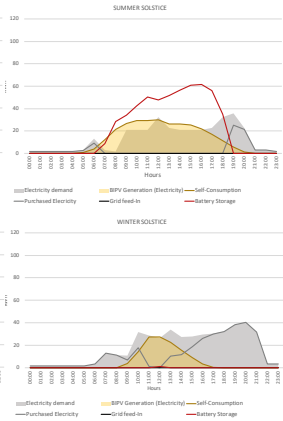 SUMMER SOLSTICE
120
100
80
60
40
20
0
00:00 01:00 02:00 03:00 04:00 05:00 06:00 07:00 08:00 09:00 10:00 11:00 12:00 13:00 14:00 15:00 16:00 17:00 18:00 19:00 20:00 21:00 22:00 23:00
Hours
Electricity demand BIPV Generation (Electricity) Self-Consumption
Purchased Elecricity Grid feed-In Battery Storage
WINTER SOLSTICE
120
100
80
60
40
20
0
00:00 01:00 02:00 03:00 04:00 05:00 06:00 07:00 08:00 09:00 10:00 11:00 12:00 13:00 14:00 15:00 16:00 17:00 18:00 19:00 20:00 21:00 22:00 23:00
Hours
Electricity demand BIPV Generation (Electricity) Self-Consumption
Purchased Elecricity Grid feed-In Battery Storage